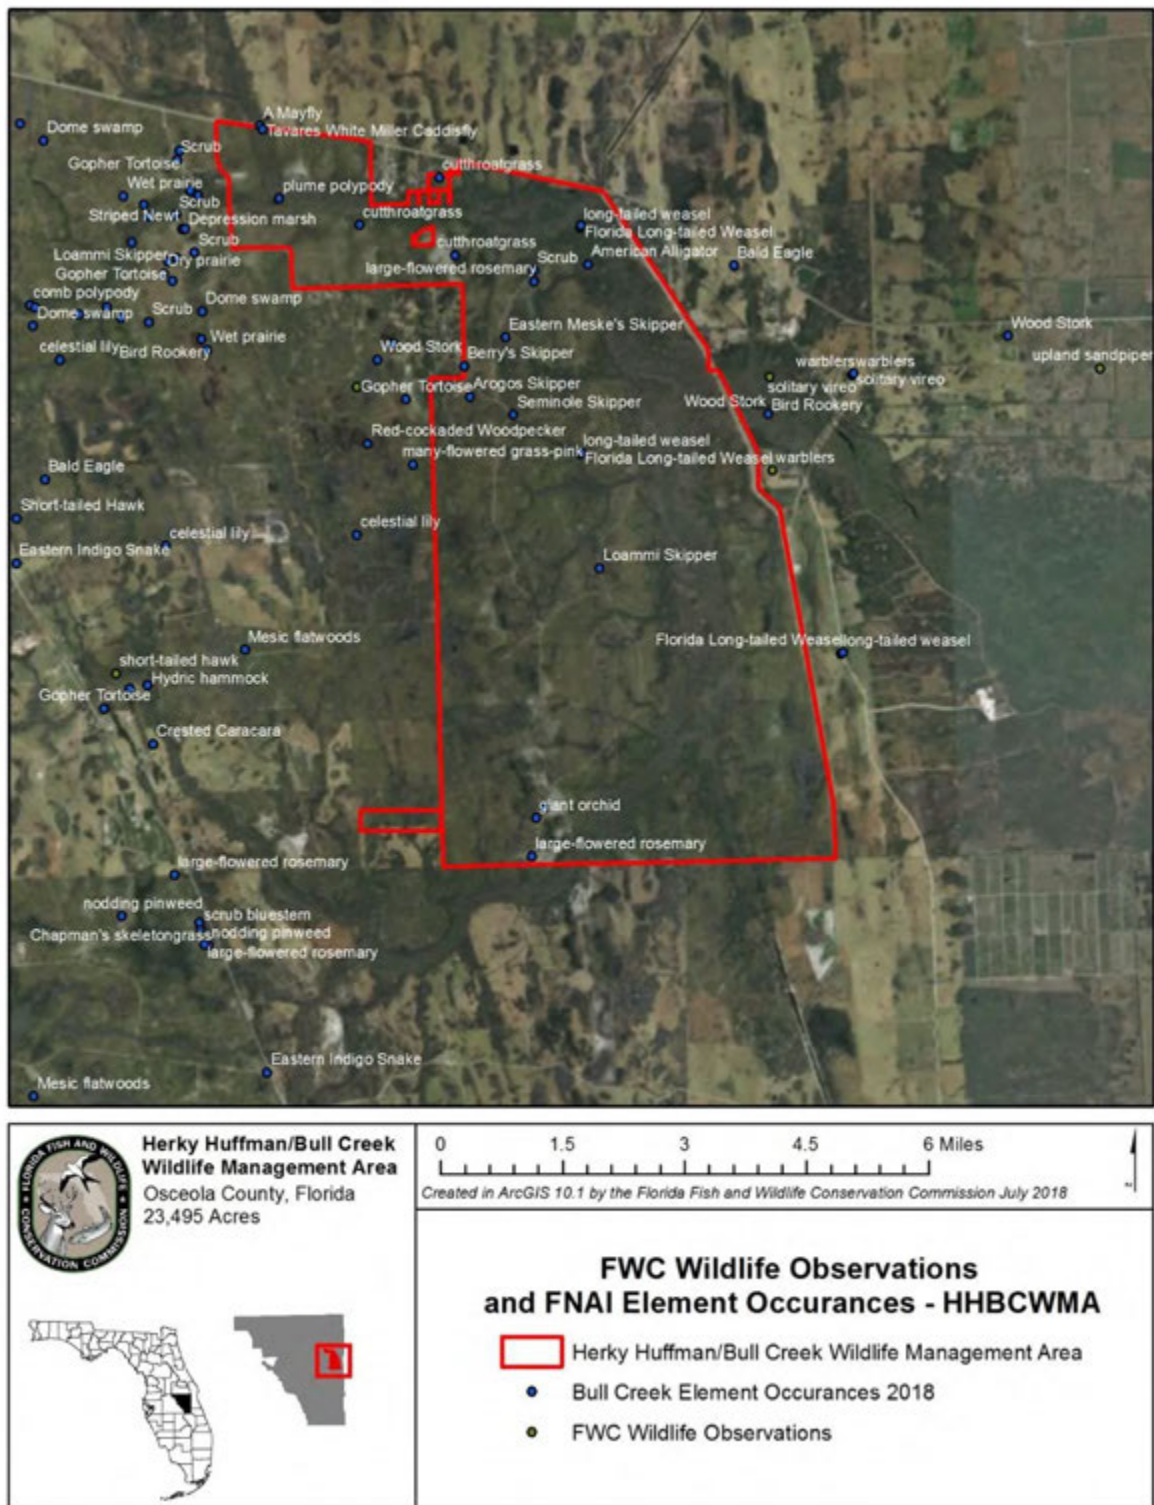 A Mayfly
Tavares White Miller Caddisfly
Dome swamp
Scrub
Gopher Tortoise
cutthroatgrass
Wet prairie
plume polypody
Scrub
Striped Newt
Depression marsh
cutthroatgrass
long-tailed weasel
Florida Long-tailed Weasel
Scrub
cutthroatgrass
Loammi Skipper
Dry prairie
Scrub
American Alligator
Bald Eagle
Gopher Tortoise
large-flowered rosemary
comb polypody
Dome swamp
Dome swamp
Scrub
Eastern Meske's Skipper
Wood Stork
Wet prairie
celestial lily
Bird Rookery
Wood Stork
Berry's Skipper
warblers
warblers
upland sandpiper
Gopher Tortoise
Arogos Skipper
solitary vireo
solitary vireo
Seminole Skipper
Wood Stork
Bird Rookery
Red-cockaded Woodpecker
long-tailed weasel
many-flowered grass-pink
Florida Long-tailed Weasel
warblers
Bald Eagle
Short-tailed Hawk
celestial lily
celestial lily
Eastern Indigo Snake
Loammi Skipper
Mesic flatwoods
Florida Long-tailed Weasel
long-tailed weasel
short-tailed hawk
Hydric hammock
Gopher Tortoise
Crested Caracara
giant orchid
large-flowered rosemary
large-flowered rosemary
nodding pinweed
scrub bluestem
Chapman's skeletongrass
nodding pinweed
large-flowered rosemary
Eastern Indigo Snake
Mesic flatwoods
FLORIDA FISH AND WILDLIFE
CONSERVATION COMMISSION
Herky Huffman/Bull Creek
Wildlife Management Area
Osceola County, Florida
23,495 Acres
0 1.5 3 4.5 6 Miles
Created in ArcGIS 10.1 by the Florida Fish and Wildlife Conservation Commission July 2018
FWC Wildlife Observations
and FNAI Element Occurances - HHBCWMA
Herky Huffman/Bull Creek Wildlife Management Area
Bull Creek Element Occurances 2018
FWC Wildlife Observations